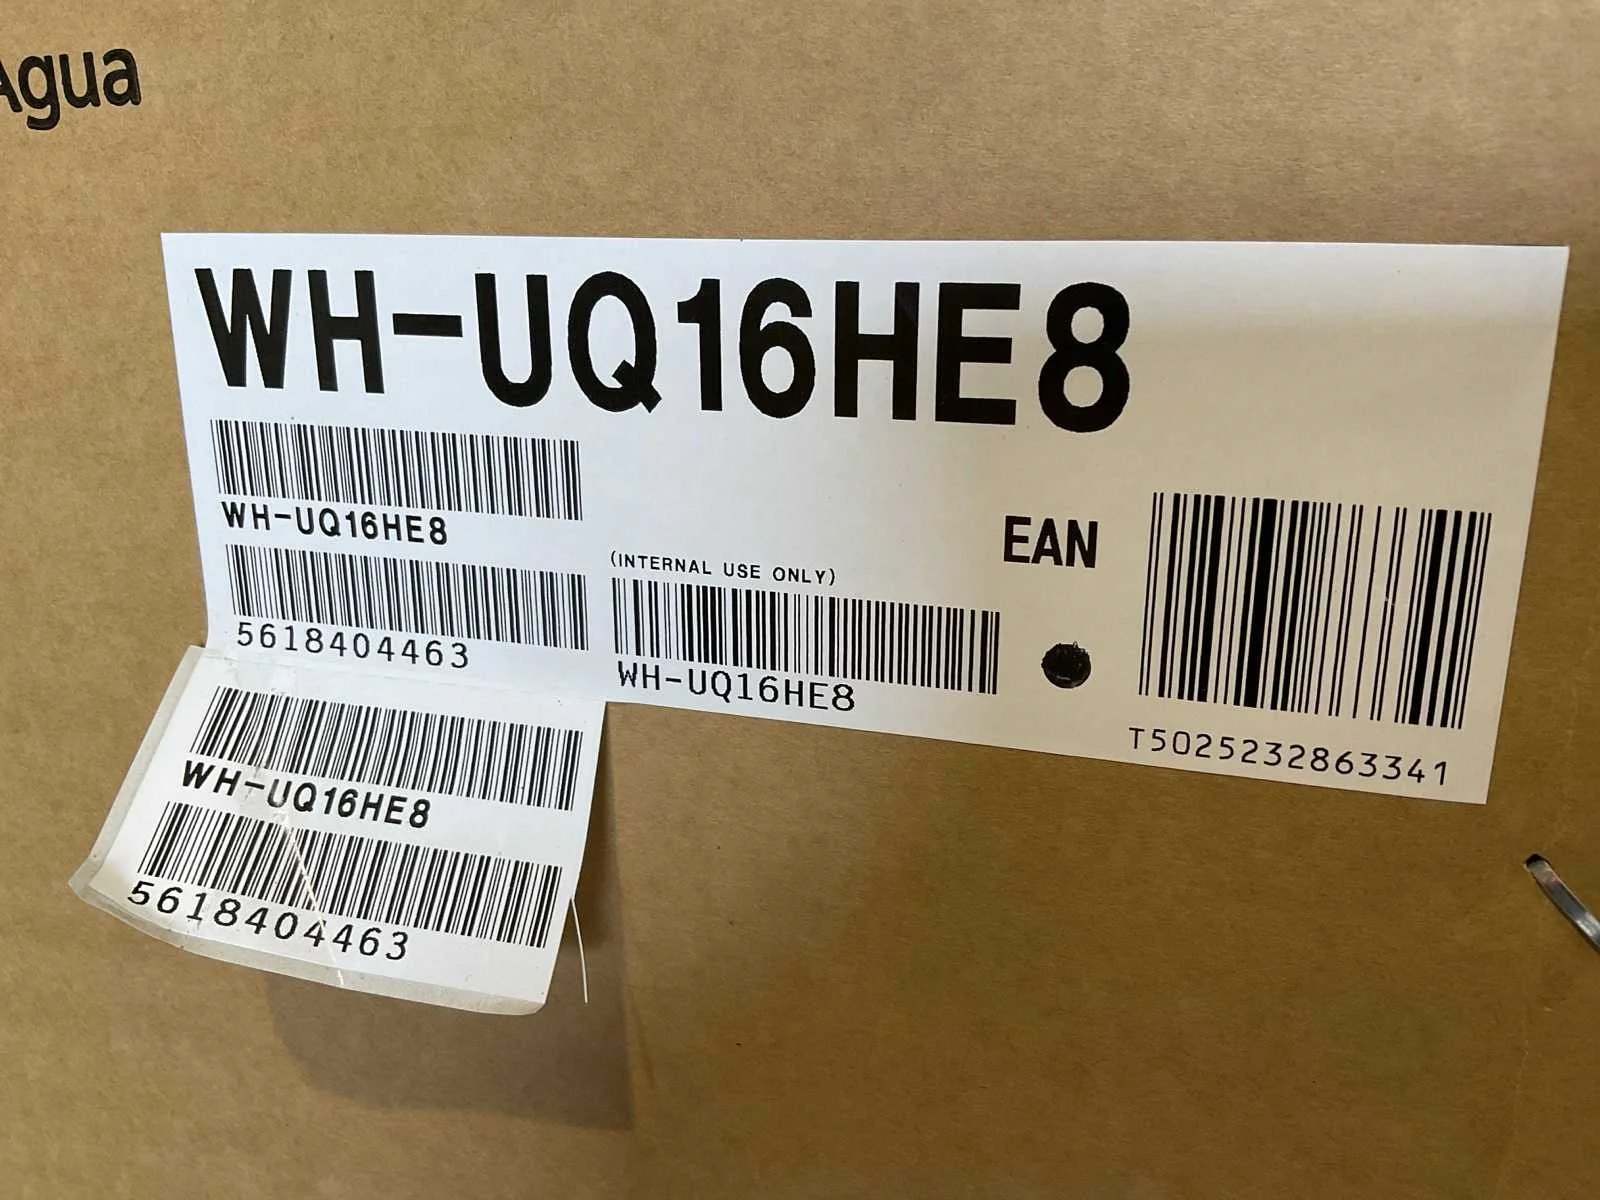 Agua
WH-UQ16HE8
WH-UQ16HE8
5618404463
(INTERNAL USE ONLY)
WH-UQ16HE8
EAN
T5025232863341
WH-UQ16HE8
5618404463